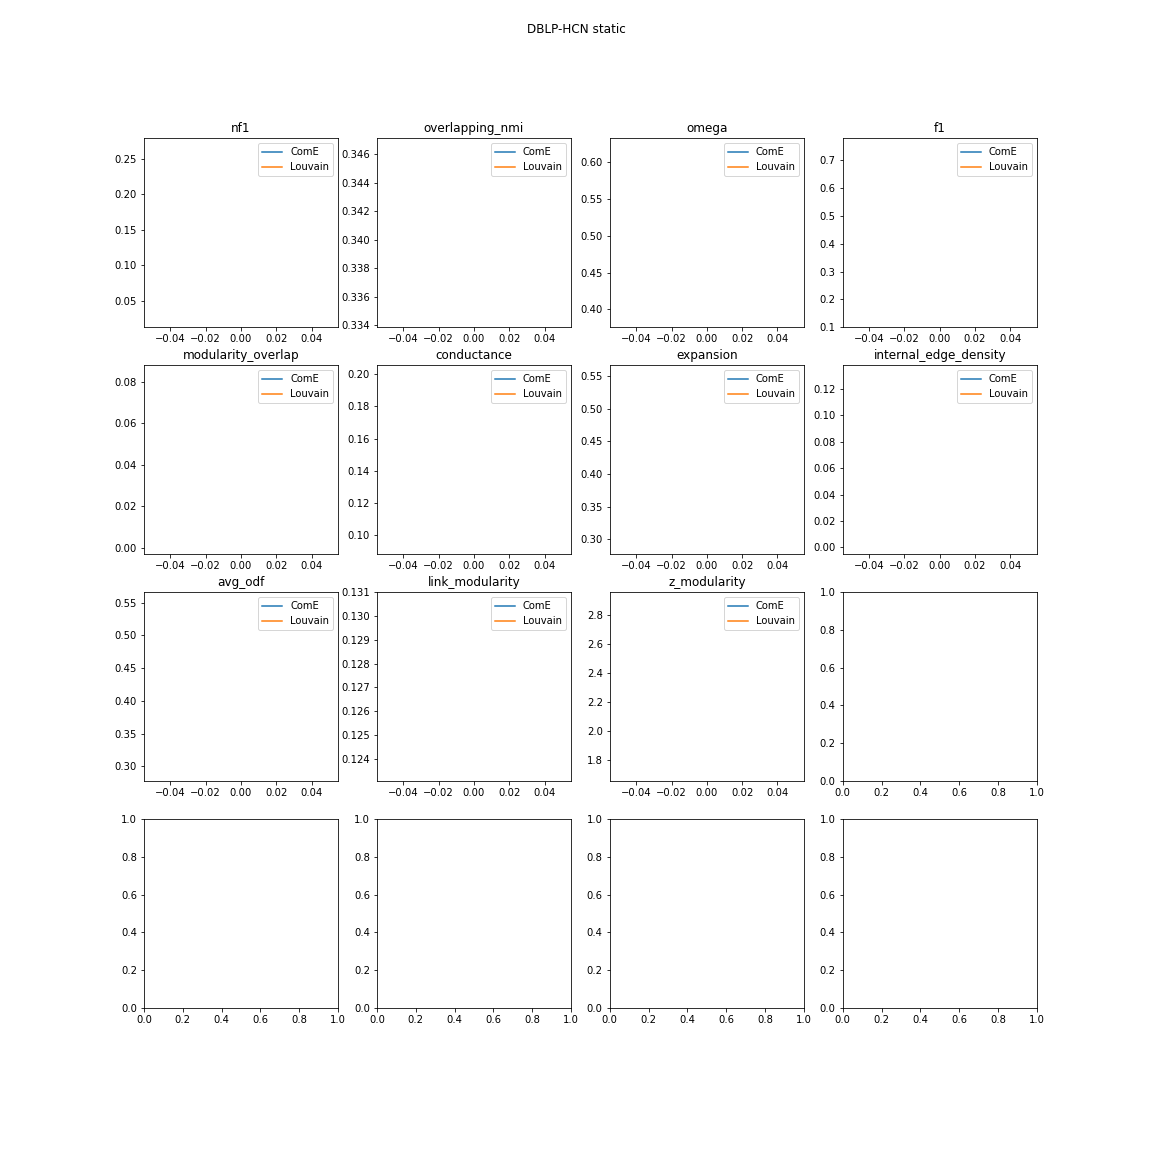 DBLP-HCN static
nf1 overlapping_nmi omega f1
ComE ComE ComE ComE
Louvain Louvain Louvain Louvain
0.25 0.346 0.60 0.7
0.20 0.344 0.55 0.6
0.15 0.342 0.50 0.5
0.10 0.340 0.45 0.4
0.05 0.338 0.40 0.3
0.336 0.2
0.334 0.1
−0.04 −0.02 0.00 0.02 0.04 −0.04 −0.02 0.00 0.02 0.04 −0.04 −0.02 0.00 0.02 0.04 −0.04 −0.02 0.00 0.02 0.04
modularity_overlap conductance expansion internal_edge_density
ComE ComE ComE ComE
Louvain Louvain Louvain Louvain
0.08 0.20 0.55 0.12
0.06 0.18 0.50 0.10
0.04 0.16 0.45 0.08
0.02 0.14 0.40 0.06
0.00 0.12 0.35 0.04
0.10 0.30 0.02
0.00
−0.04 −0.02 0.00 0.02 0.04 −0.04 −0.02 0.00 0.02 0.04 −0.04 −0.02 0.00 0.02 0.04 −0.04 −0.02 0.00 0.02 0.04
avg_odf link_modularity z_modularity
ComE ComE ComE
Louvain Louvain Louvain
0.55 0.131 2.8 1.0
0.50 0.130 2.6 0.8
0.45 0.129 2.4 0.6
0.40 0.128 2.2 0.4
0.35 0.127 2.0 0.2
0.30 0.126 1.8 0.0
0.125
0.124
−0.04 −0.02 0.00 0.02 0.04 −0.04 −0.02 0.00 0.02 0.04 −0.04 −0.02 0.00 0.02 0.04 0.0 0.2 0.4 0.6 0.8 1.0
1.0 1.0 1.0 1.0
0.8 0.8 0.8 0.8
0.6 0.6 0.6 0.6
0.4 0.4 0.4 0.4
0.2 0.2 0.2 0.2
0.0 0.0 0.0 0.0
0.0 0.2 0.4 0.6 0.8 1.0 0.0 0.2 0.4 0.6 0.8 1.0 0.0 0.2 0.4 0.6 0.8 1.0 0.0 0.2 0.4 0.6 0.8 1.0